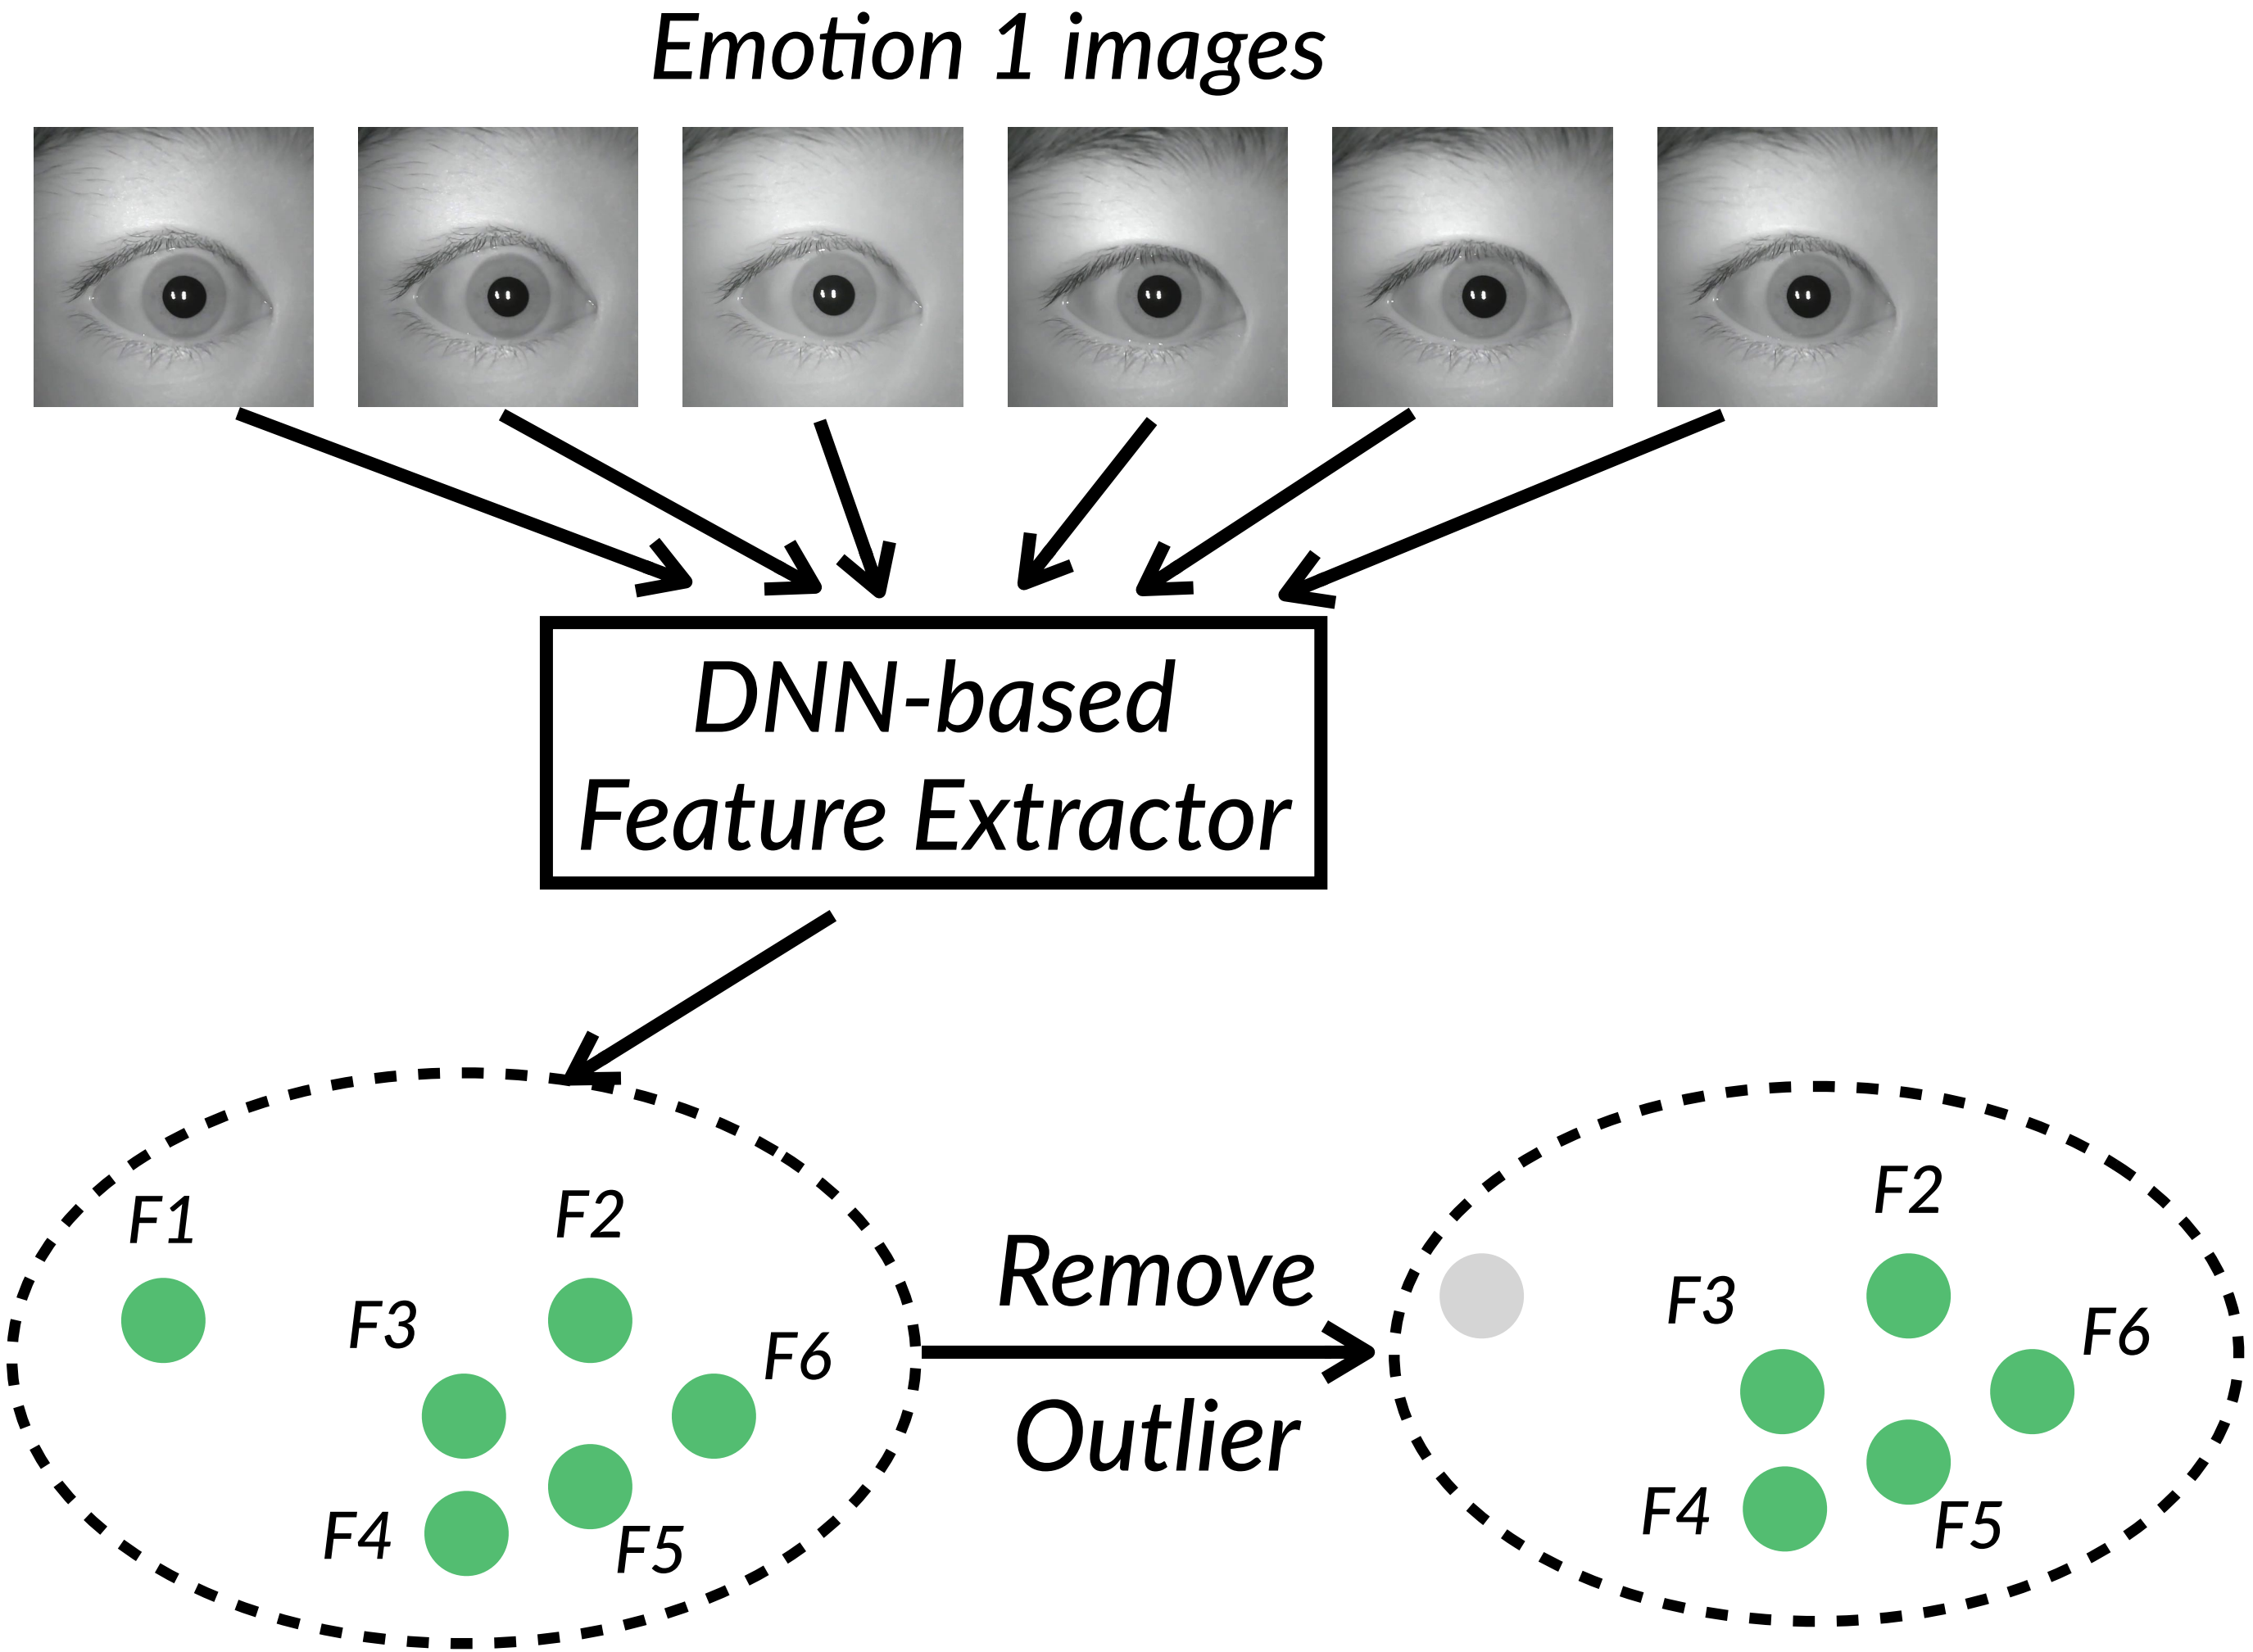 Emotion 1 images
DNN-based
Feature Extractor
F1
F2
F3
F6
F4
F5
Remove
Outlier
F2
F3
F6
F4
F5